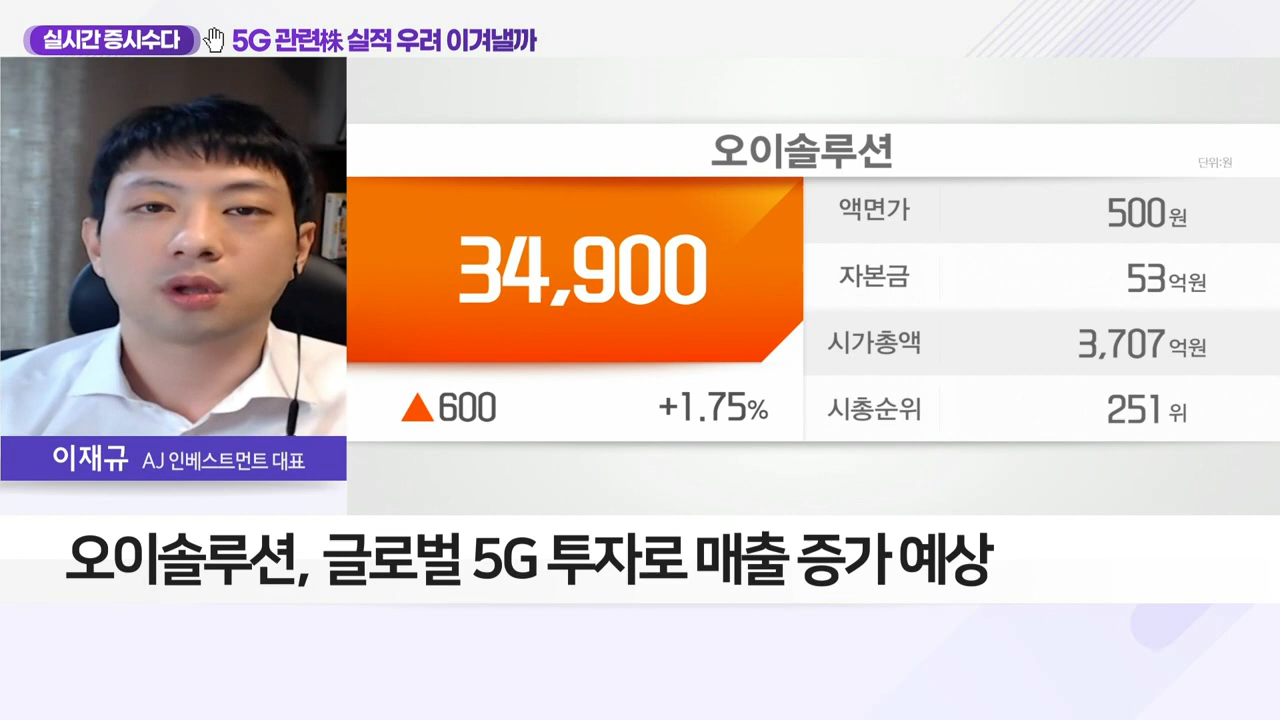 실시간 증시수다 5G 관련株 실적 우려 이겨낼까
오이솔루션
단위:원
34,900
▲600 +1.75%
액면가 500원
자본금 53억원
시가총액 3,707억원
시총순위 251위
이재규 AJ 인베스트먼트 대표
오이솔루션, 글로벌 5G 투자로 매출 증가 예상